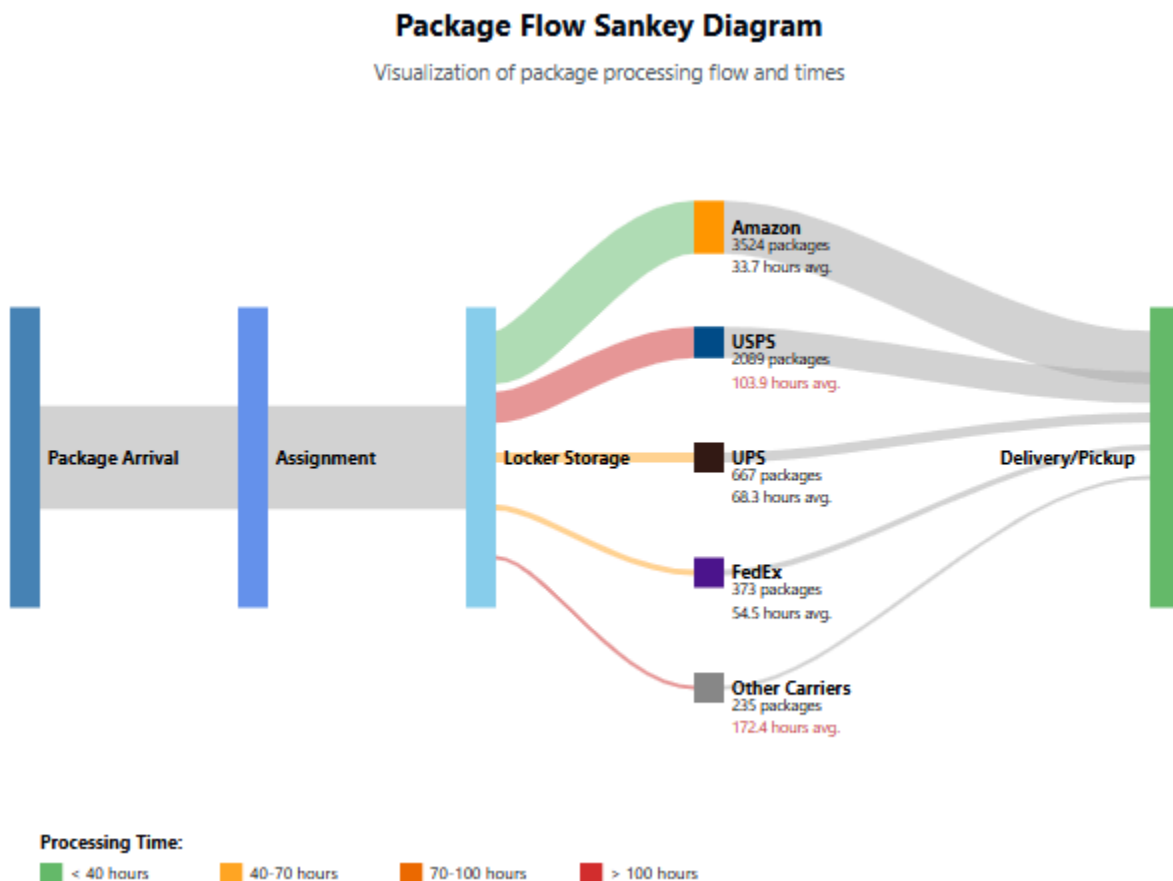 Package Flow Sankey Diagram
Visualization of package processing flow and times
Amazon
3524 packages
33.7 hours avg.
USPS
2089 packages
103.9 hours avg.
Package Arrival
Assignment
Locker Storage
UPS
667 packages
68.3 hours avg.
Delivery/Pickup
FedEx
373 packages
54.5 hours avg.
Other Carriers
235 packages
172.4 hours avg.
Processing Time:
< 40 hours
40-70 hours
70-100 hours
> 100 hours